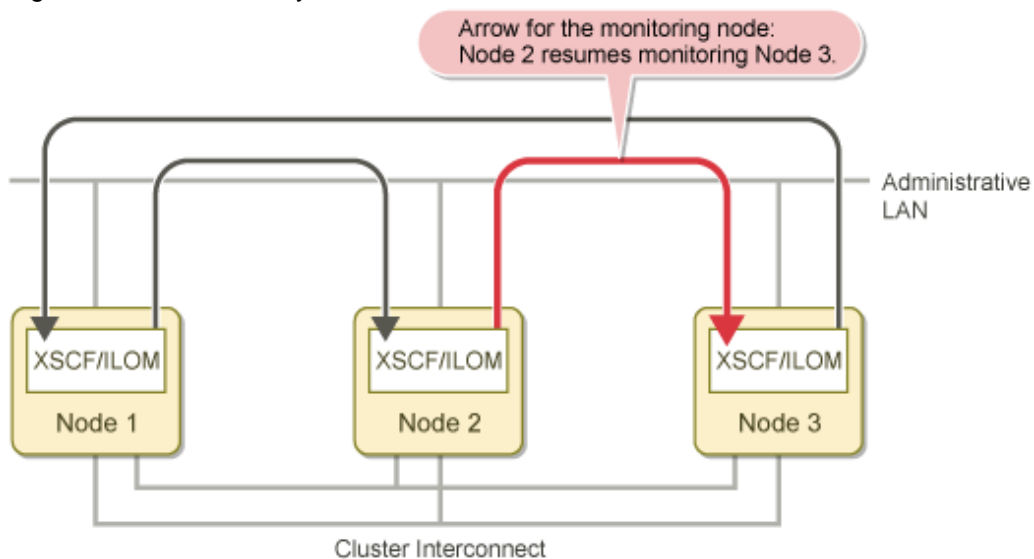 Arrow for the monitoring node:
Node 2 resumes monitoring Node 3.
Administrative
LAN
XSCF/ILOM
XSCF/ILOM
XSCF/ILOM
Node 1
Node 2
Node 3
Cluster Interconnect